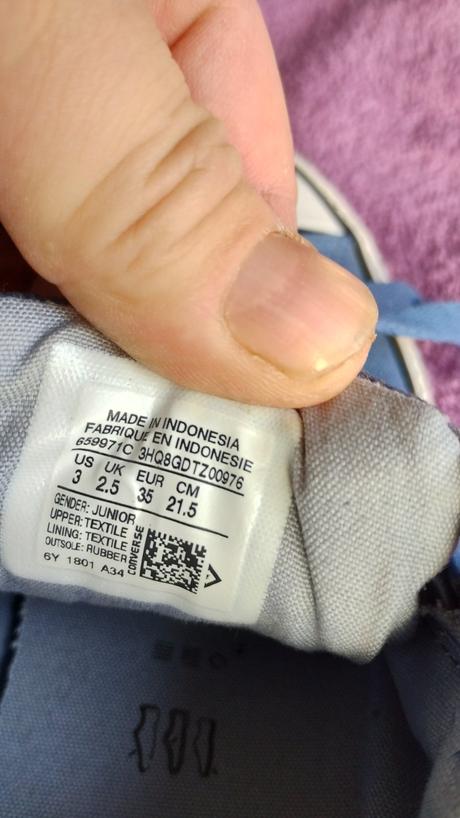 MADE IN INDONESIA
FABRIQUE EN INDONESIE
659971C 3HQ8GDTZ00976
US UK EUR CM
3 2.5 35 21.5
GENDER: JUNIOR
UPPER: TEXTILE
LINING: TEXTILE
OUTSOLE: RUBBER
6Y 1801 A34
CONVERSE